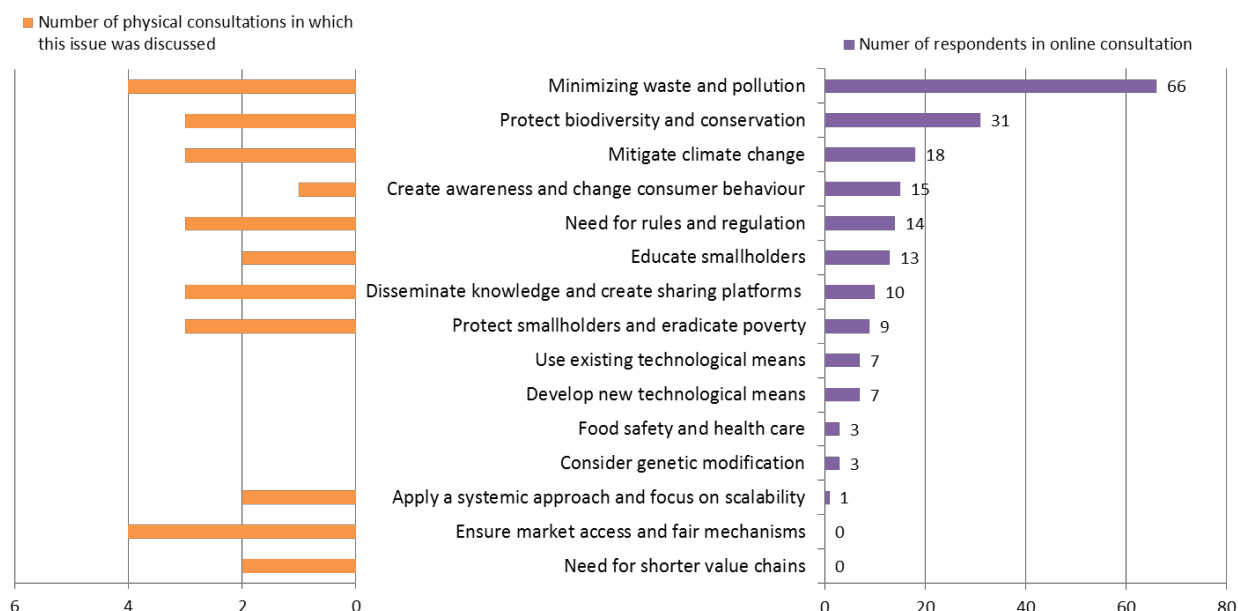 Number of physical consultations in which
this issue was discussed
Numer of respondents in online consultation
Minimizing waste and pollution 66
Protect biodiversity and conservation 31
Mitigate climate change 18
Create awareness and change consumer behaviour 15
Need for rules and regulation 14
Educate smallholders 13
Disseminate knowledge and create sharing platforms 10
Protect smallholders and eradicate poverty 9
Use existing technological means 7
Develop new technological means 7
Food safety and health care 3
Consider genetic modification 3
Apply a systemic approach and focus on scalability 1
Ensure market access and fair mechanisms 0
Need for shorter value chains 0
6 4 2 0 0 20 40 60 80